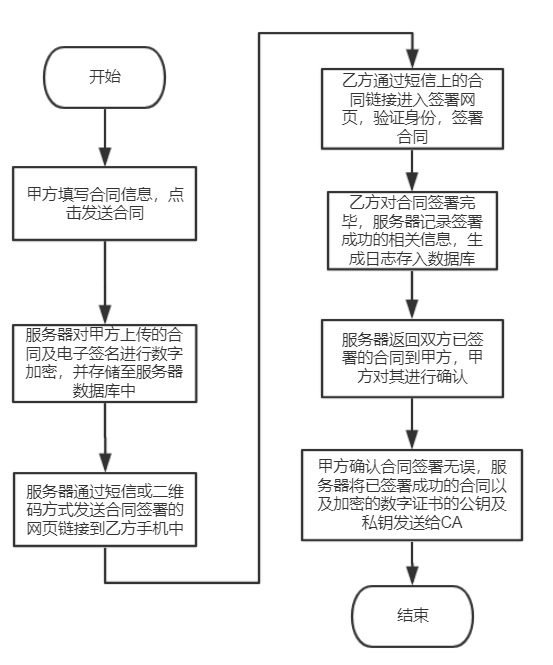 开始
甲方填写合同信息，点
击发送合同
服务器对甲方上传的合
同及电子签名进行数字
加密，并存储至服务器
数据库中
服务器通过短信或二维
码方式发送合同签署的
网页链接到乙方手机中
乙方通过短信上的合
同链接进入签署网
页，验证身份，签署
合同
乙方对合同签署完
毕，服务器记录签署
成功的相关信息，生
成日志存入数据库
服务器返回双方已签
署的合同到甲方，甲
方对其进行确认
甲方确认合同签署无误，服
务器将已签署成功的合同以
及加密的数字证书的公钥及
私钥发送给CA
结束